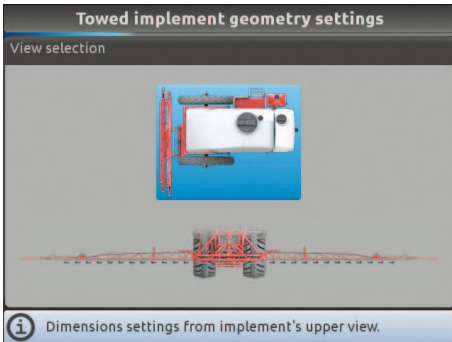 Towed implement geometry settings
View selection
Dimensions settings from implement's upper view.